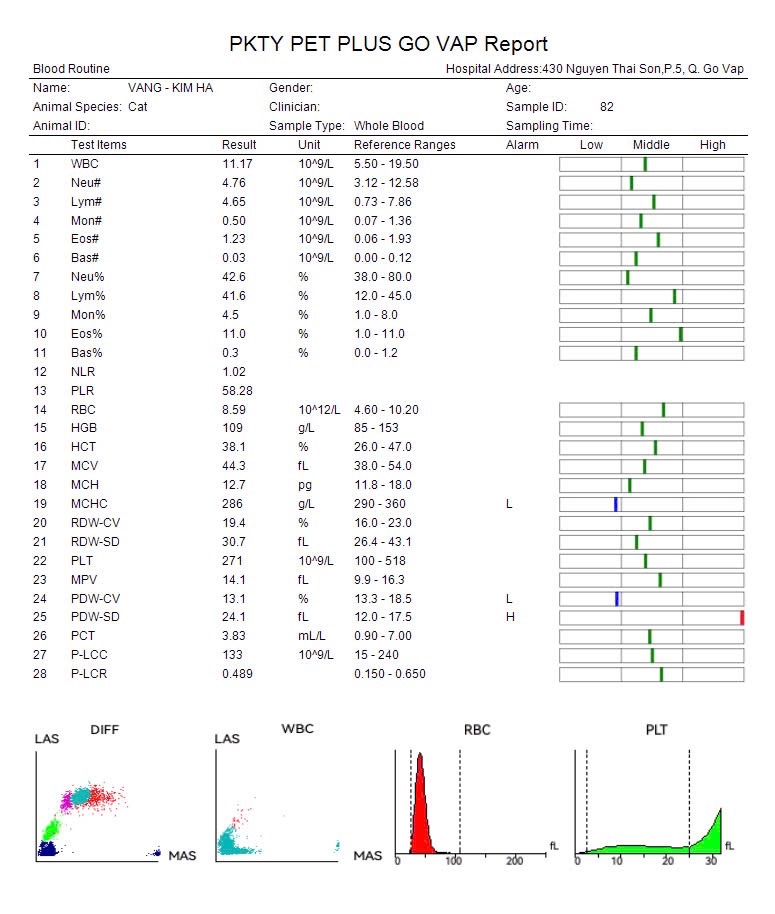 PKTY PET PLUS GO VAP Report
Blood Routine Hospital Address:430 Nguyen Thai Son,P.5, Q. Go Vap
Name: VANG - KIM HA Gender: Age:
Animal Species: Cat Clinician: Sample ID: 82
Animal ID: Sample Type: Whole Blood Sampling Time:
Test Items Result Unit Reference Ranges Alarm Low Middle High
1 WBC 11.17 10^9/L 5.50 - 19.50
2 Neu# 4.76 10^9/L 3.12 - 12.58
3 Lym# 4.65 10^9/L 0.73 - 7.86
4 Mon# 0.50 10^9/L 0.07 - 1.36
5 Eos# 1.23 10^9/L 0.06 - 1.93
6 Bas# 0.03 10^9/L 0.00 - 0.12
7 Neu% 42.6 % 38.0 - 80.0
8 Lym% 41.6 % 12.0 - 45.0
9 Mon% 4.5 % 1.0 - 8.0
10 Eos% 11.0 % 1.0 - 11.0
11 Bas% 0.3 % 0.0 - 1.2
12 NLR 1.02
13 PLR 58.28
14 RBC 8.59 10^12/L 4.60 - 10.20
15 HGB 109 g/L 85 - 153
16 HCT 38.1 % 26.0 - 47.0
17 MCV 44.3 fL 38.0 - 54.0
18 MCH 12.7 pg 11.8 - 18.0
19 MCHC 286 g/L 290 - 360 L
20 RDW-CV 19.4 % 16.0 - 23.0
21 RDW-SD 30.7 fL 26.4 - 43.1
22 PLT 271 10^9/L 100 - 518
23 MPV 14.1 fL 9.9 - 16.3
24 PDW-CV 13.1 % 13.3 - 18.5 L
25 PDW-SD 24.1 fL 12.0 - 17.5 H
26 PCT 3.83 mL/L 0.90 - 7.00
27 P-LCC 133 10^9/L 15 - 240
28 P-LCR 0.489 0.150 - 0.650
DIFF WBC RBC PLT
LAS LAS
fL fL
MAS MAS
0 100 200 0 10 20 30